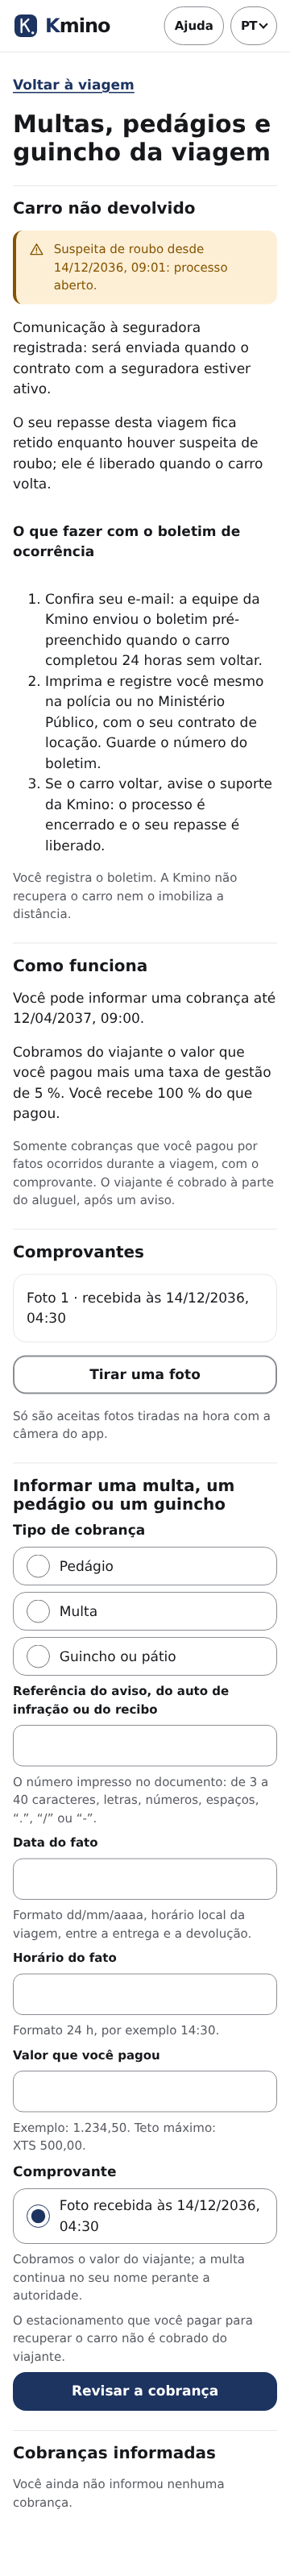 Kmino
Ajuda
PT
Voltar à viagem
Multas, pedágios e
guincho da viagem
Carro não devolvido
Suspeita de roubo desde
14/12/2036, 09:01: processo
aberto.
Comunicação à seguradora
registrada: será enviada quando o
contrato com a seguradora estiver
ativo.
O seu repasse desta viagem fica
retido enquanto houver suspeita de
roubo; ele é liberado quando o carro
volta.
O que fazer com o boletim de
ocorrência
1. Confira seu e-mail: a equipe da
Kmino enviou o boletim pré-
preenchido quando o carro
completou 24 horas sem voltar.
2. Imprima e registre você mesmo
na polícia ou no Ministério
Público, com o seu contrato de
locação. Guarde o número do
boletim.
3. Se o carro voltar, avise o suporte
da Kmino: o processo é
encerrado e o seu repasse é
liberado.
Você registra o boletim. A Kmino não
recupera o carro nem o imobiliza a
distância.
Como funciona
Você pode informar uma cobrança até
12/04/2037, 09:00.
Cobramos do viajante o valor que
você pagou mais uma taxa de gestão
de 5 %. Você recebe 100 % do que
pagou.
Somente cobranças que você pagou por
fatos ocorridos durante a viagem, com o
comprovante. O viajante é cobrado à parte
do aluguel, após um aviso.
Comprovantes
Foto 1 · recebida às 14/12/2036,
04:30
Tirar uma foto
Só são aceitas fotos tiradas na hora com a
câmera do app.
Informar uma multa, um
pedágio ou um guincho
Tipo de cobrança
Pedágio
Multa
Guincho ou pátio
Referência do aviso, do auto de
infração ou do recibo
O número impresso no documento: de 3 a
40 caracteres, letras, números, espaços,
“.”, “/” ou “-”.
Data do fato
Formato dd/mm/aaaa, horário local da
viagem, entre a entrega e a devolução.
Horário do fato
Formato 24 h, por exemplo 14:30.
Valor que você pagou
Exemplo: 1.234,50. Teto máximo:
XTS 500,00.
Comprovante
Foto recebida às 14/12/2036,
04:30
Cobramos o valor do viajante; a multa
continua no seu nome perante a
autoridade.
O estacionamento que você pagar para
recuperar o carro não é cobrado do
viajante.
Revisar a cobrança
Cobranças informadas
Você ainda não informou nenhuma
cobrança.